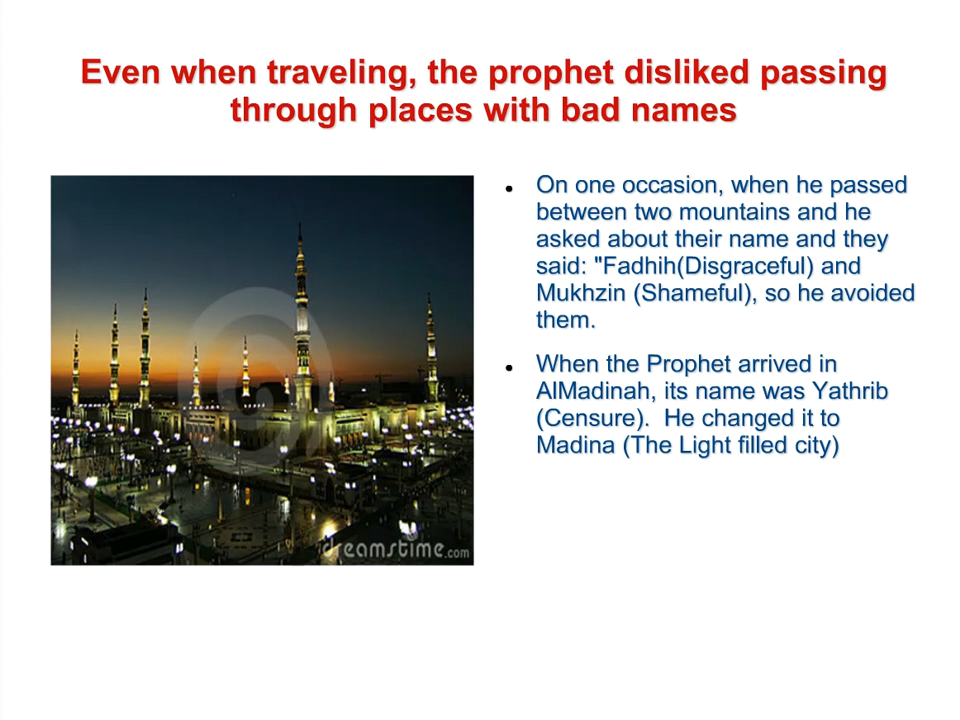 Even when traveling, the prophet disliked passing
through places with bad names
On one occasion, when he passed
between two mountains and he
asked about their name and they
said: "Fadhih(Disgraceful) and
Mukhzin (Shameful), so he avoided
them.
When the Prophet arrived in
AlMadinah, its name was Yathrib
(Censure).  He changed it to
Madina (The Light filled city)
dreamstime.com